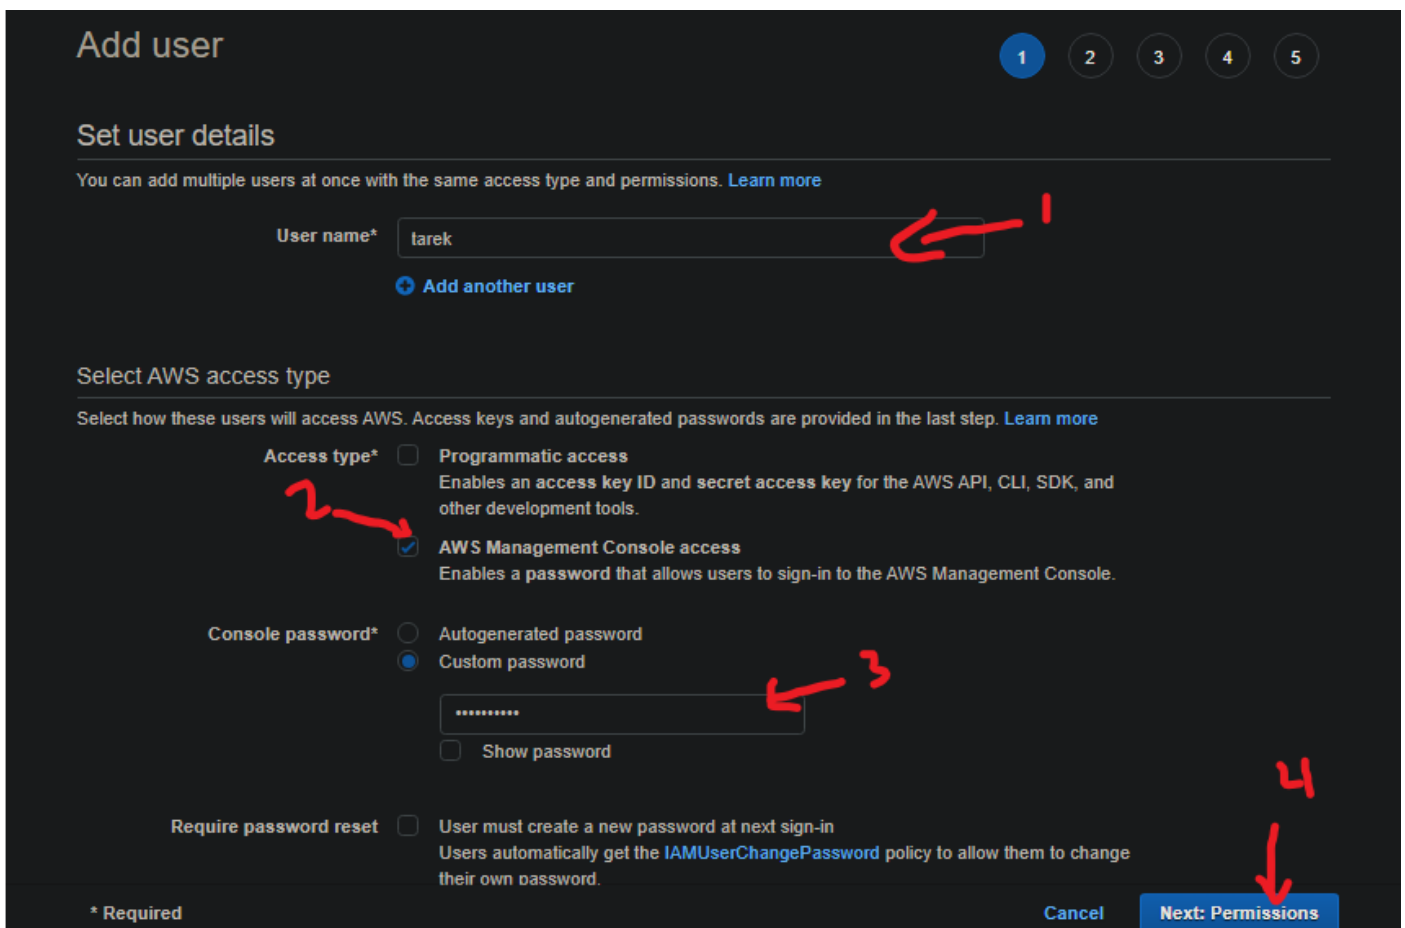 Add user
1 2 3 4 5
Set user details
You can add multiple users at once with the same access type and permissions. Learn more
1
User name* tarek
Add another user
Select AWS access type
Select how these users will access AWS. Access keys and autogenerated passwords are provided in the last step. Learn more
Access type* Programmatic access
Enables an access key ID and secret access key for the AWS API, CLI, SDK, and
other development tools.
2
AWS Management Console access
Enables a password that allows users to sign-in to the AWS Management Console.
Console password* Autogenerated password
Custom password
3
••••••••••
Show password
4
Require password reset User must create a new password at next sign-in
Users automatically get the IAMUserChangePassword policy to allow them to change
their own password.
* Required Cancel Next: Permissions